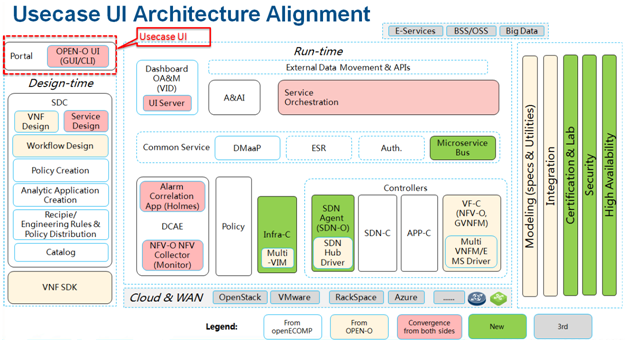 Usecase UI Architecture Alignment
E-Services
BSS/OSS
Big Data
Usecase UI
Portal
OPEN-O UI
(GUI/CLI)
Design-time
SDC
VNF
Design
Service
Design
Workflow Design
Policy Creation
Analytic Application
Creation
Recipie/
Engineering Rules &
Policy Distribution
Catalog
VNF SDK
Run-time
Dashboard
OA&M
(VID)
UI Server
External Data Movement & APIs
A&AI
Service
Orchestration
Common Service
DMaaP
ESR
Auth.
Microservice
Bus
Alarm
Correlation
App (Holmes)
DCAE
NFV-O NFV
Collector
(Monitor)
Policy
Infra-C
Multi
-VIM
Controllers
SDN
Agent
(SDN-O)
SDN
Hub
Driver
SDN-C
APP-C
VF-C
(NFV-O,
GVNFM)
Multi
VNFM/E
MS Driver
Modeling (specs & Utilities)
Integration
Certification & Lab
Security
High Availability
Cloud & WAN
OpenStack
VMware
RackSpace
Azure
......
Legend:
From
openECOMP
From
OPEN-O
Convergence
from both sides
New
3rd